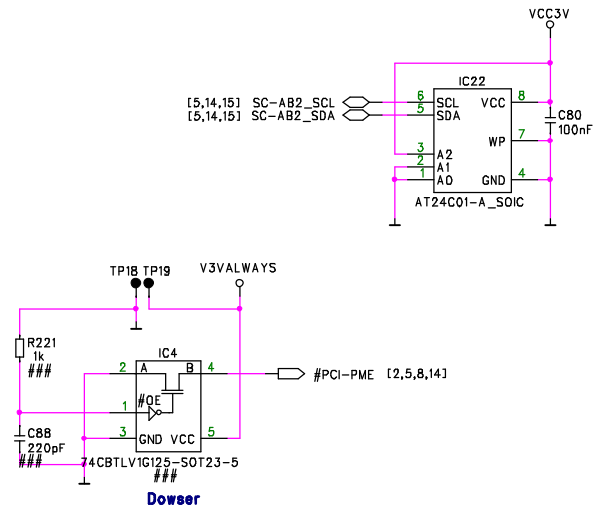 VCC3V
IC22
[5,14,15] SC-AB2_SCL 6 SCL VCC 8
[5,14,15] SC-AB2_SDA 5 SDA
C80
100nF
WP 7
3 A2
2 A1
1 A0 GND 4
AT24C01-A_SOIC
TP18 TP19 V3VALWAYS
R221
1k
###
IC4
2 A B 4 #PCI-PME [2,5,8,14]
#OE
1
C88
220pF
###
3 GND VCC 5
74CBTLV1G125-SOT23-5
###
Dowser